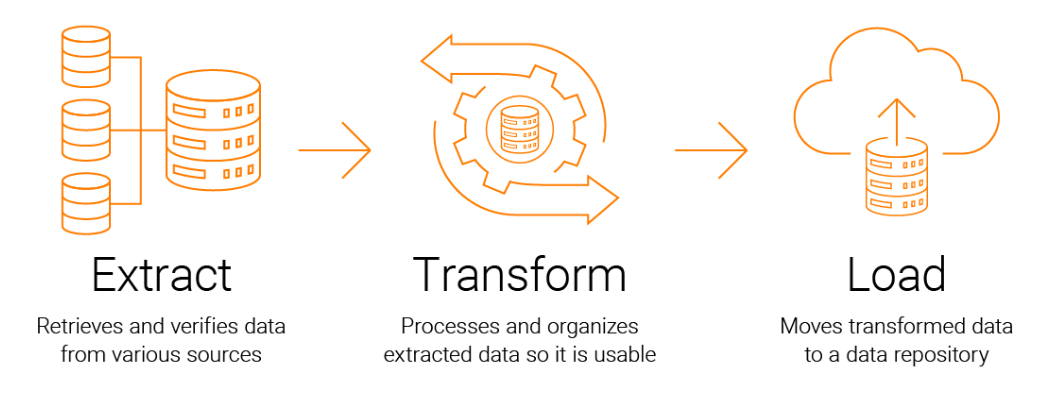 Extract
Retrieves and verifies data
from various sources
Transform
Processes and organizes
extracted data so it is usable
Load
Moves transformed data
to a data repository